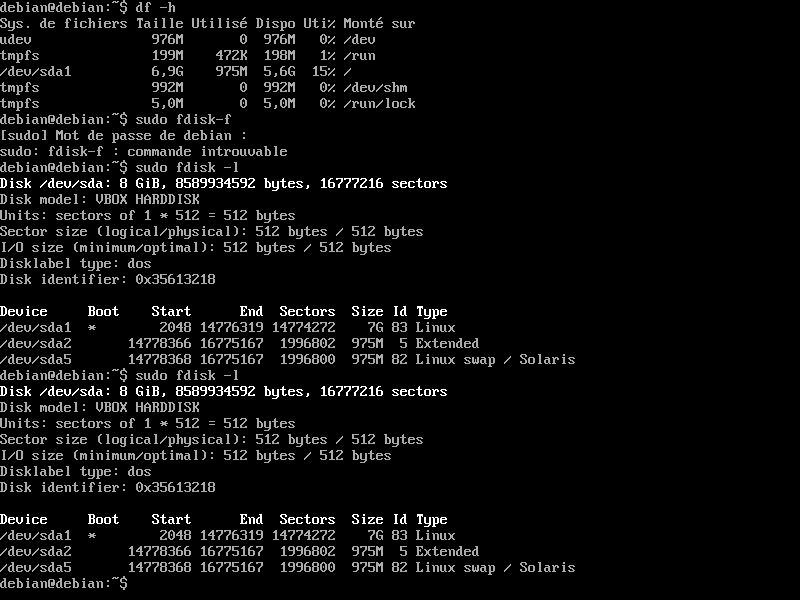 debian@debian:~$ df -h
Sys. de fichiers Taille Utilisé Dispo Uti% Monté sur
udev               976M       0  976M   0% /dev
tmpfs              199M    472K  198M   1% /run
/dev/sda1          6,9G    975M  5,6G  15% /
tmpfs              992M       0  992M   0% /dev/shm
tmpfs              5,0M       0  5,0M   0% /run/lock
debian@debian:~$ sudo fdisk-f
[sudo] Mot de passe de debian :
sudo: fdisk-f : commande introuvable
debian@debian:~$ sudo fdisk -l
Disk /dev/sda: 8 GiB, 8589934592 bytes, 16777216 sectors
Disk model: VBOX HARDDISK
Units: sectors of 1 * 512 = 512 bytes
Sector size (logical/physical): 512 bytes / 512 bytes
I/O size (minimum/optimal): 512 bytes / 512 bytes
Disklabel type: dos
Disk identifier: 0x35613218
Device     Boot    Start      End  Sectors  Size Id Type
/dev/sda1  *        2048 14776319 14774272    7G 83 Linux
/dev/sda2       14778366 16775167  1996802  975M  5 Extended
/dev/sda5       14778368 16775167  1996800  975M 82 Linux swap / Solaris
debian@debian:~$ sudo fdisk -l
Disk /dev/sda: 8 GiB, 8589934592 bytes, 16777216 sectors
Disk model: VBOX HARDDISK
Units: sectors of 1 * 512 = 512 bytes
Sector size (logical/physical): 512 bytes / 512 bytes
I/O size (minimum/optimal): 512 bytes / 512 bytes
Disklabel type: dos
Disk identifier: 0x35613218
Device     Boot    Start      End  Sectors  Size Id Type
/dev/sda1  *        2048 14776319 14774272    7G 83 Linux
/dev/sda2       14778366 16775167  1996802  975M  5 Extended
/dev/sda5       14778368 16775167  1996800  975M 82 Linux swap / Solaris
debian@debian:~$